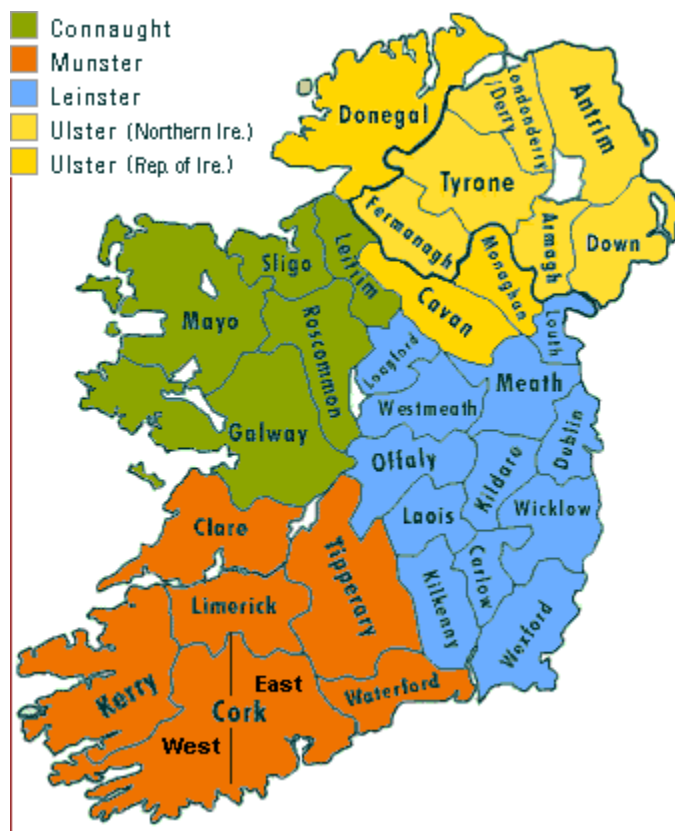 Connaught
Munster
Leinster
Ulster (Northern Ire.)
Ulster (Rep. of Ire.)
Donegal
Londonderry
/Derry
Antrim
Tyrone
Fermanagh
Armagh
Down
Monaghan
Cavan
Leitrim
Sligo
Mayo
Roscommon
Galway
Longford
Louth
Meath
Westmeath
Dublin
Offaly
Kildare
Laois
Wicklow
Carlow
Kilkenny
Wexford
Clare
Tipperary
Limerick
Kerry
East
Cork
West
Waterford